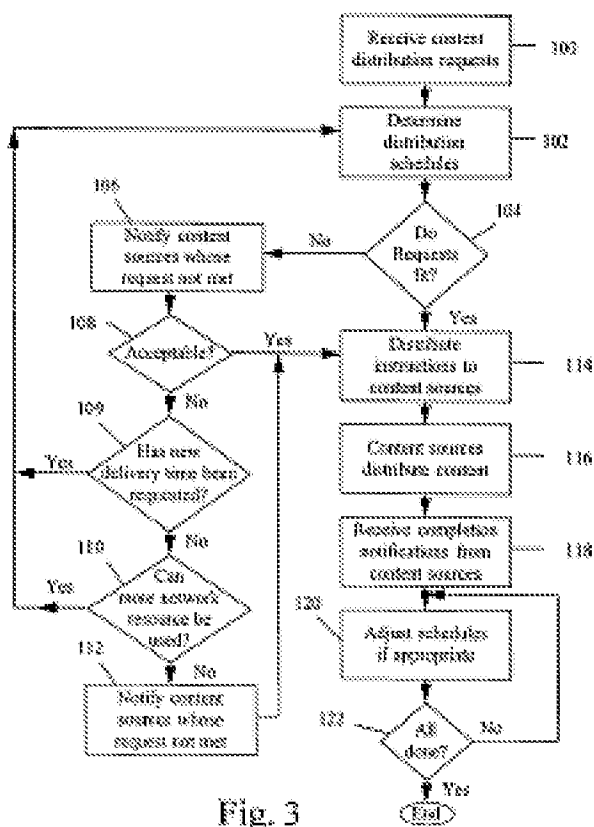 Receive content
distribution requests
100
Determine
distribution
schedules
102
106
104
Notify content
sources whose
request not met
No
Do
Requests
fit?
108
Acceptable?
Yes
Yes
Distribute
instructions to
content sources
114
No
109
Has new
delivery time been
requested?
Yes
Content sources
distribute content
116
No
110
Can
more network
resource be
used?
Yes
Receive completion
notifications from
content sources
118
120
Adjust schedules
if appropriate
No
112
Notify content
sources whose
request not met
122
All
done?
No
Yes
End
Fig. 3